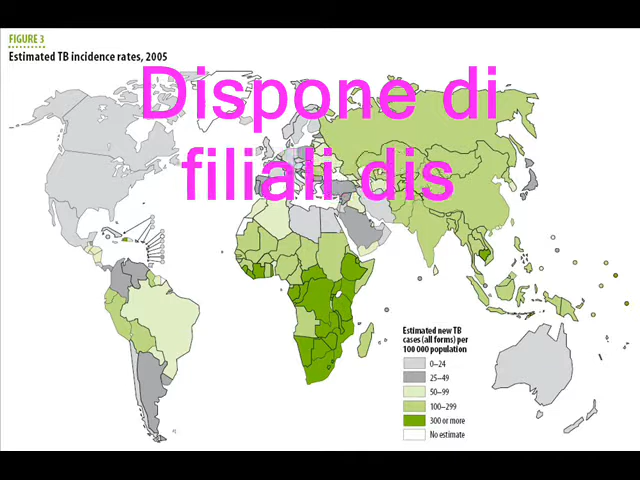 FIGURE 3
Estimated TB incidence rates, 2005
Dispone di
filiali dis
Estimated new TB
cases (all forms) per
100 000 population
0–24
25–49
50–99
100–299
300 or more
No estimate